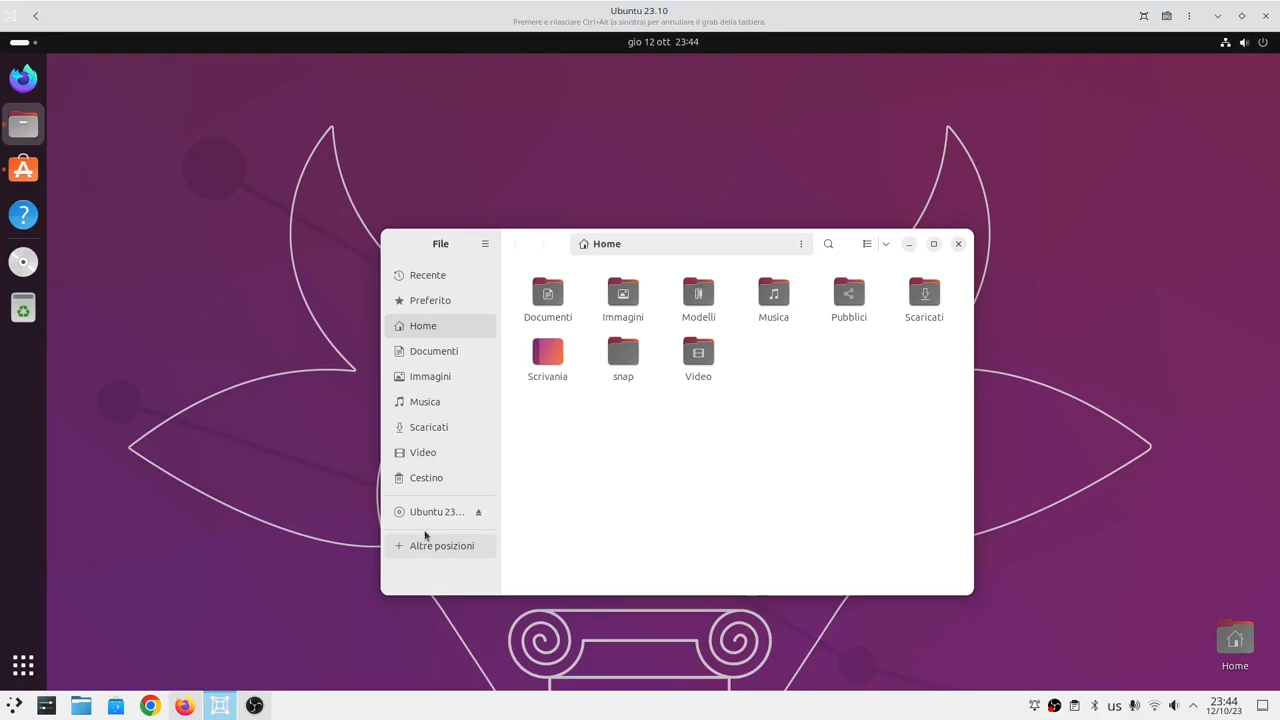 Ubuntu 23.10
Premere e rilasciare Ctrl+Alt (a sinistra) per annullare il grab della tastiera.
gio 12 ott 23:44
File
Home
Recente
Preferito
Home
Documenti
Immagini
Musica
Scaricati
Video
Cestino
Ubuntu 23…
Altre posizioni
Documenti
Immagini
Modelli
Musica
Pubblici
Scaricati
Scrivania
snap
Video
Home
us
23:44
12/10/23